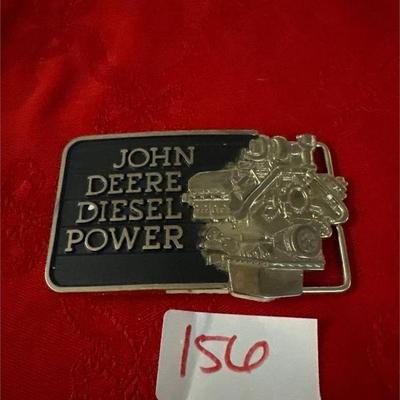 JOHN
DEERE
DIESEL
POWER
156